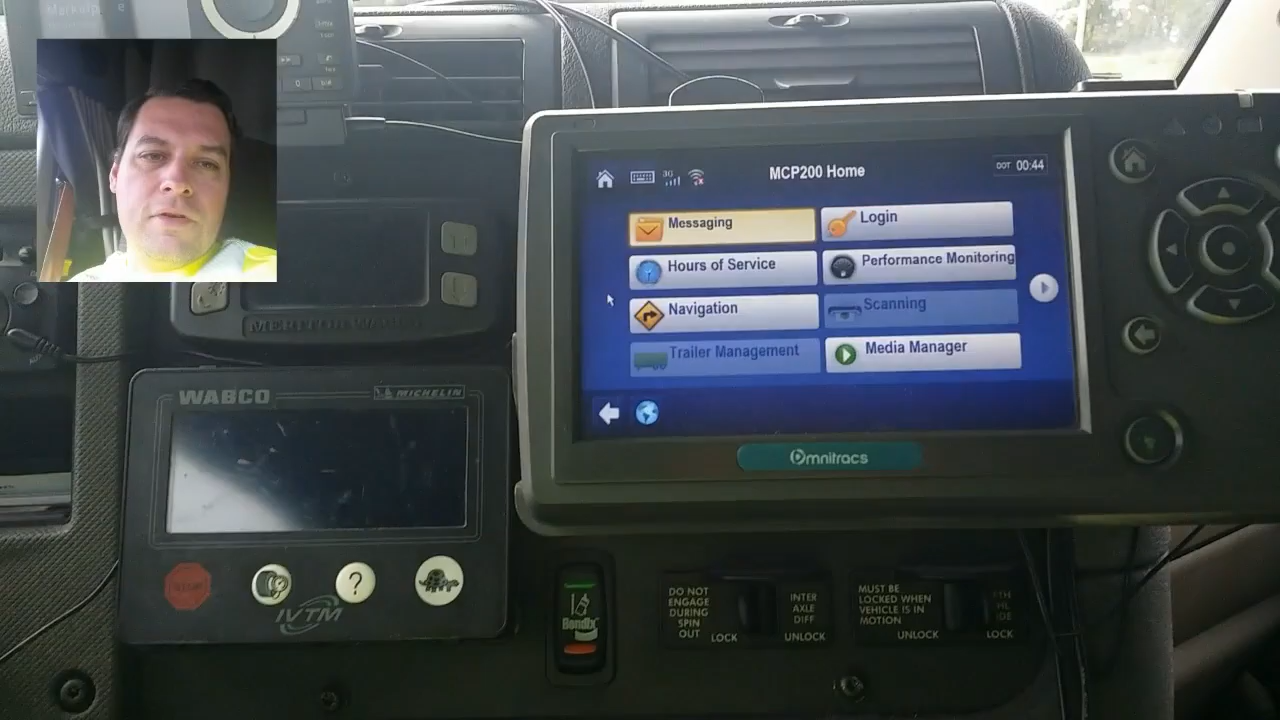 MCP200 Home
3G
DOT 00:44
Messaging
Login
Hours of Service
Performance Monitoring
Navigation
Scanning
Trailer Management
Media Manager
Omnitracs
WABCO
MICHELIN
?
IVTM
Bendix
DO NOT
ENGAGE
DURING
SPIN
OUT
LOCK
INTER
AXLE
DIFF
UNLOCK
MUST BE
LOCKED WHEN
VEHICLE IS IN
MOTION
UNLOCK
LOCK